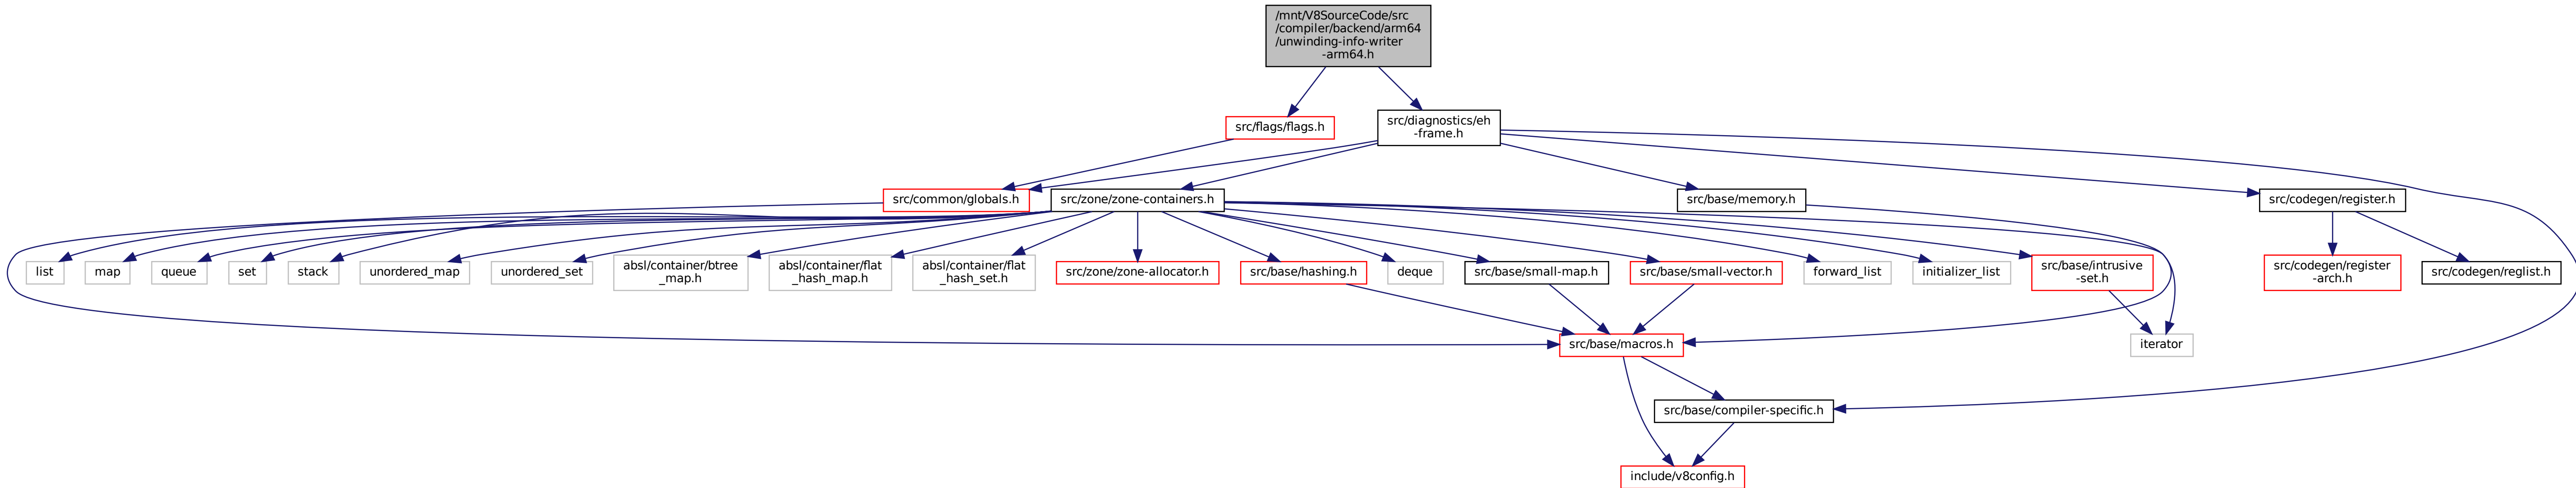 /mnt/V8SourceCode/src
/compiler/backend/arm64
/unwinding-info-writer
-arm64.h
src/flags/flags.h
src/diagnostics/eh
-frame.h
src/common/globals.h
src/zone/zone-containers.h
src/base/memory.h
src/codegen/register.h
list
map
queue
set
stack
unordered_map
unordered_set
absl/container/btree
_map.h
absl/container/flat
_hash_map.h
absl/container/flat
_hash_set.h
src/zone/zone-allocator.h
src/base/hashing.h
deque
src/base/small-map.h
src/base/small-vector.h
forward_list
initializer_list
src/base/intrusive
-set.h
src/codegen/register
-arch.h
src/codegen/reglist.h
src/base/macros.h
iterator
src/base/compiler-specific.h
include/v8config.h